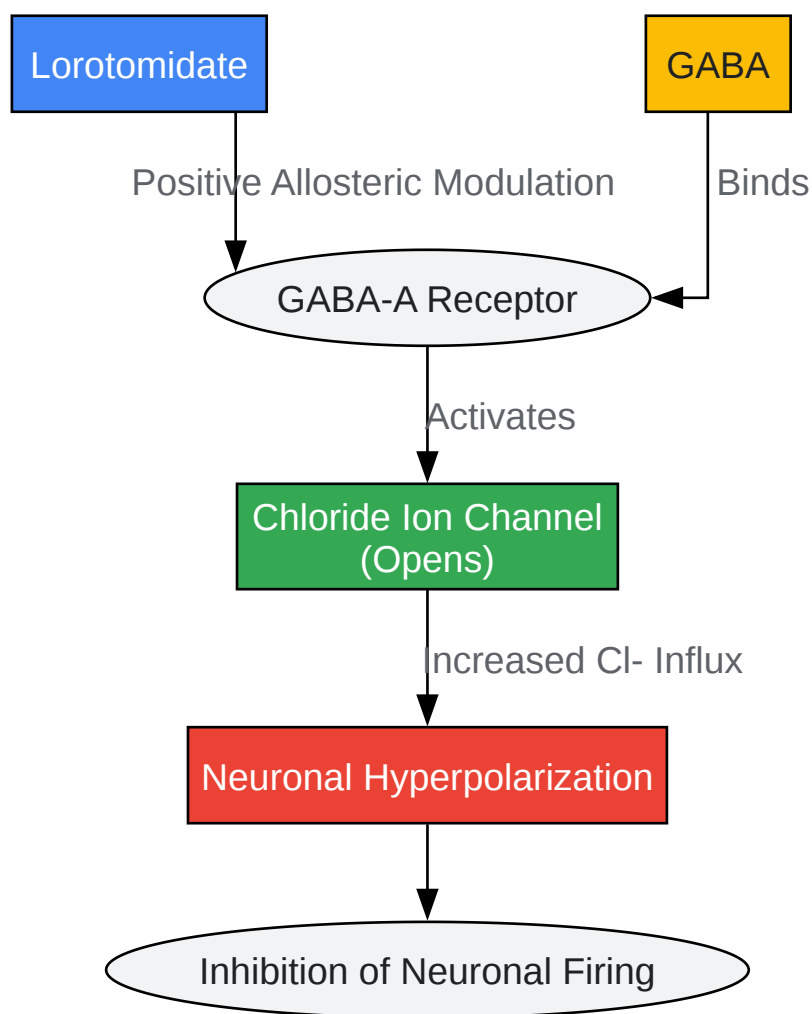 Lorotomidate
GABA
Positive Allosteric Modulation
Binds
GABA-A Receptor
Activates
Chloride Ion Channel
(Opens)
Increased Cl- Influx
Neuronal Hyperpolarization
Inhibition of Neuronal Firing